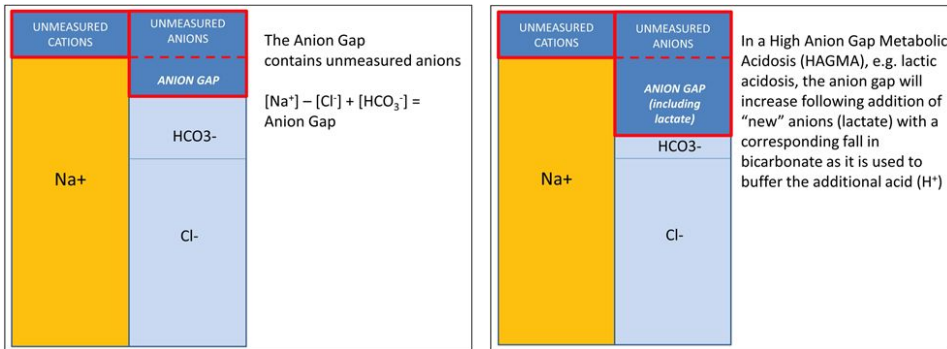 UNMEASURED
CATIONS
UNMEASURED
ANIONS
ANION GAP
HCO3-
Na+
Cl-
The Anion Gap
contains unmeasured anions
[Na⁺] – [Cl⁻] + [HCO₃⁻] =
Anion Gap
UNMEASURED
CATIONS
UNMEASURED
ANIONS
ANION GAP
(including
lactate)
HCO3-
Na+
Cl-
In a High Anion Gap Metabolic
Acidosis (HAGMA), e.g. lactic
acidosis, the anion gap will
increase following addition of
“new” anions (lactate) with a
corresponding fall in
bicarbonate as it is used to
buffer the additional acid (H⁺)